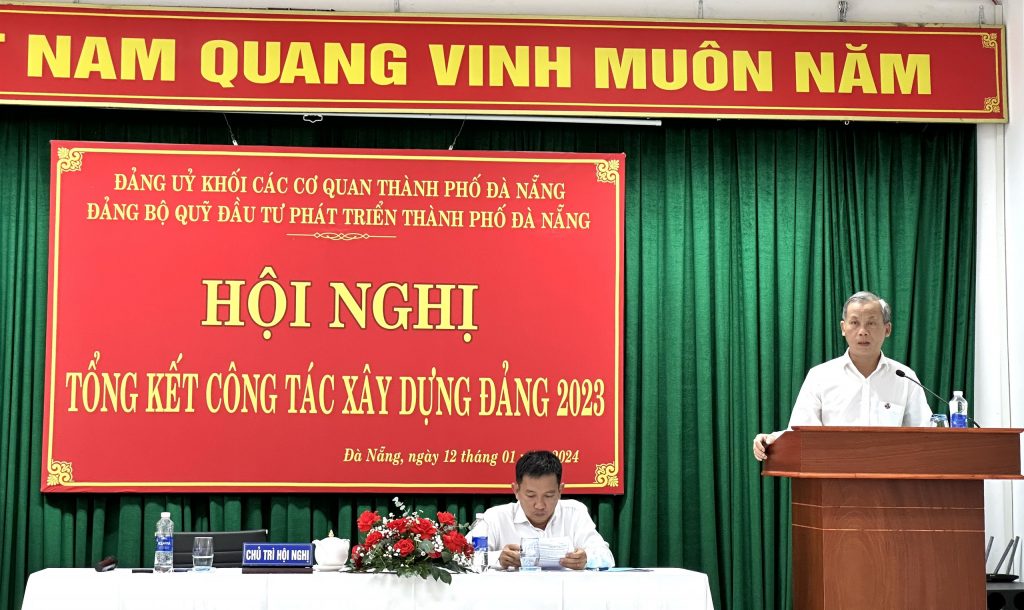 NAM QUANG VINH MUÔN NĂM
ĐẢNG UỶ KHỐI CÁC CƠ QUAN THÀNH PHỐ ĐÀ NẴNG
ĐẢNG BỘ QUỸ ĐẦU TƯ PHÁT TRIỂN THÀNH PHỐ ĐÀ NẴNG
HỘI NGHỊ
TỔNG KẾT CÔNG TÁC XÂY DỰNG ĐẢNG 2023
Đà Nẵng, ngày 12 tháng 01 2024
CHỦ TRÌ HỘI NGHỊ